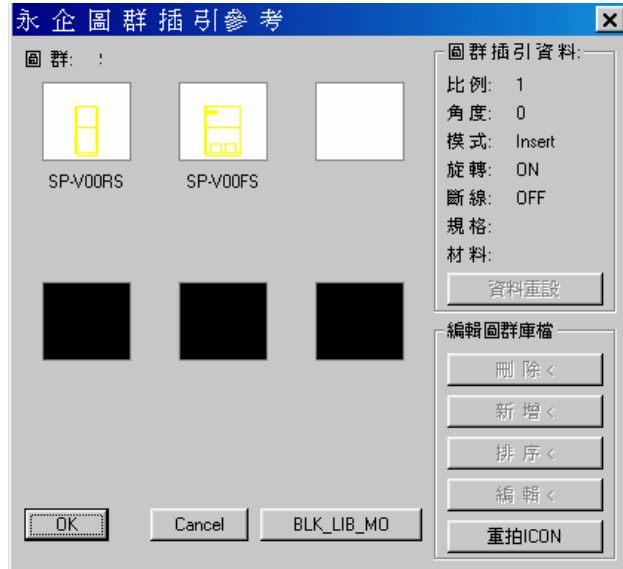 永企圖群插引參考
圖群: !
SP-V00RS
SP-V00FS
圖群插引資料:
比例: 1
角度: 0
模式: Insert
旋轉: ON
斷線: OFF
規格:
材料:
資料重設
編輯圖群庫檔
刪除<
新增<
排序<
編輯<
重拍ICON
OK
Cancel
BLK_LIB_MO